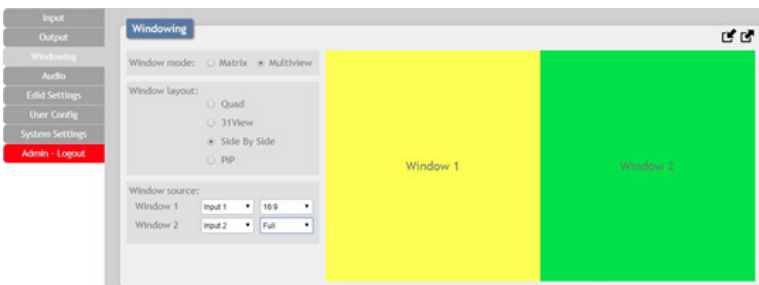 Input
Output
Windowing
Audio
Edid Settings
User Config
System Settings
Admin - Logout
Windowing
Window mode: Matrix Multiview
Window layout:
Quad
31View
Side By Side
PIP
Window source:
Window 1 Input 1 16:9
Window 2 Input 2 Full
Window 1 Window 2